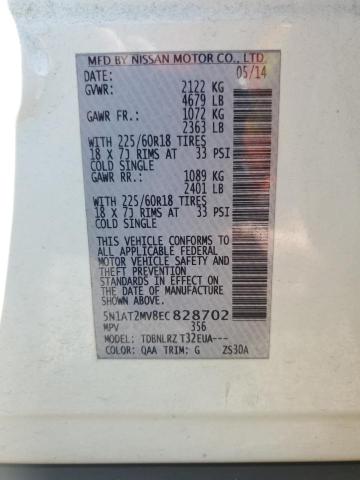 MFD BY NISSAN MOTOR CO., LTD.
DATE: 05/14
GVWR: 2122 KG
4679 LB
GAWR FR.: 1072 KG
2363 LB
WITH 225/60R18 TIRES
18 X 7J RIMS AT 33 PSI
COLD SINGLE
GAWR RR.: 1089 KG
2401 LB
WITH 225/60R18 TIRES
18 X 7J RIMS AT 33 PSI
COLD SINGLE
THIS VEHICLE CONFORMS TO
ALL APPLICABLE FEDERAL
MOTOR VEHICLE SAFETY
AND THEFT PREVENTION
STANDARDS IN EFFECT ON
THE DATE OF MANUFACTURE
SHOWN ABOVE.
5N1AT2MV8EC828702
MPV 356
MODEL: TDBNLRZ T32EUA---
COLOR: QAA TRIM: G ZS30A